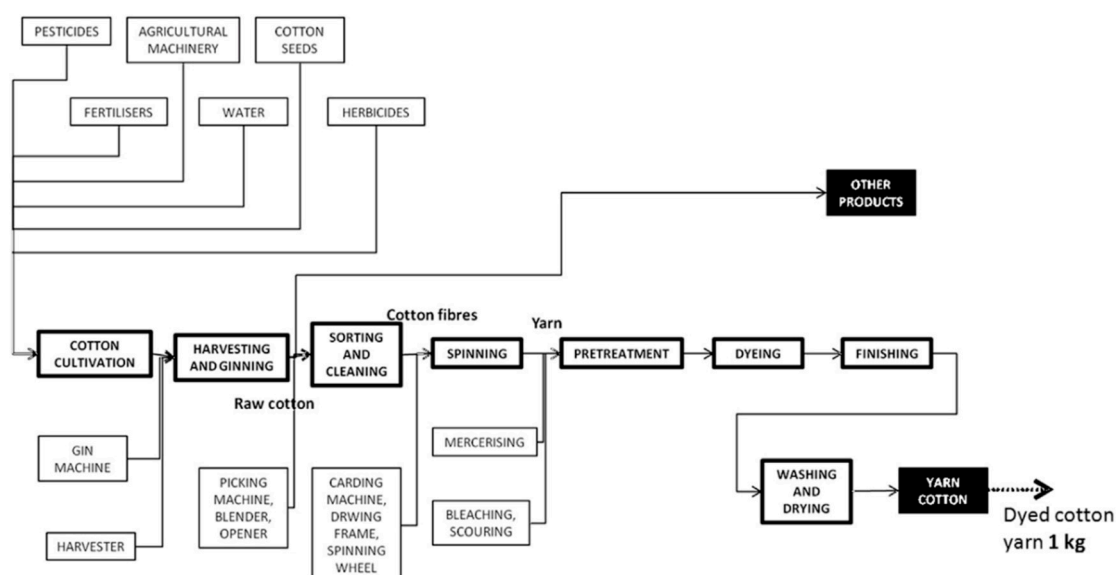 PESTICIDES
AGRICULTURAL
MACHINERY
COTTON
SEEDS
FERTILISERS
WATER
HERBICIDES
OTHER
PRODUCTS
COTTON
CULTIVATION
HARVESTING
AND GINNING
Raw cotton
SORTING
AND
CLEANING
Cotton fibres
SPINNING
Yarn
PRETREATMENT
DYEING
FINISHING
GIN
MACHINE
HARVESTER
PICKING
MACHINE,
BLENDER,
OPENER
CARDING
MACHINE,
DRWING
FRAME,
SPINNING
WHEEL
MERCERISING
BLEACHING,
SCOURING
WASHING
AND
DRYING
YARN
COTTON
Dyed cotton
yarn 1 kg